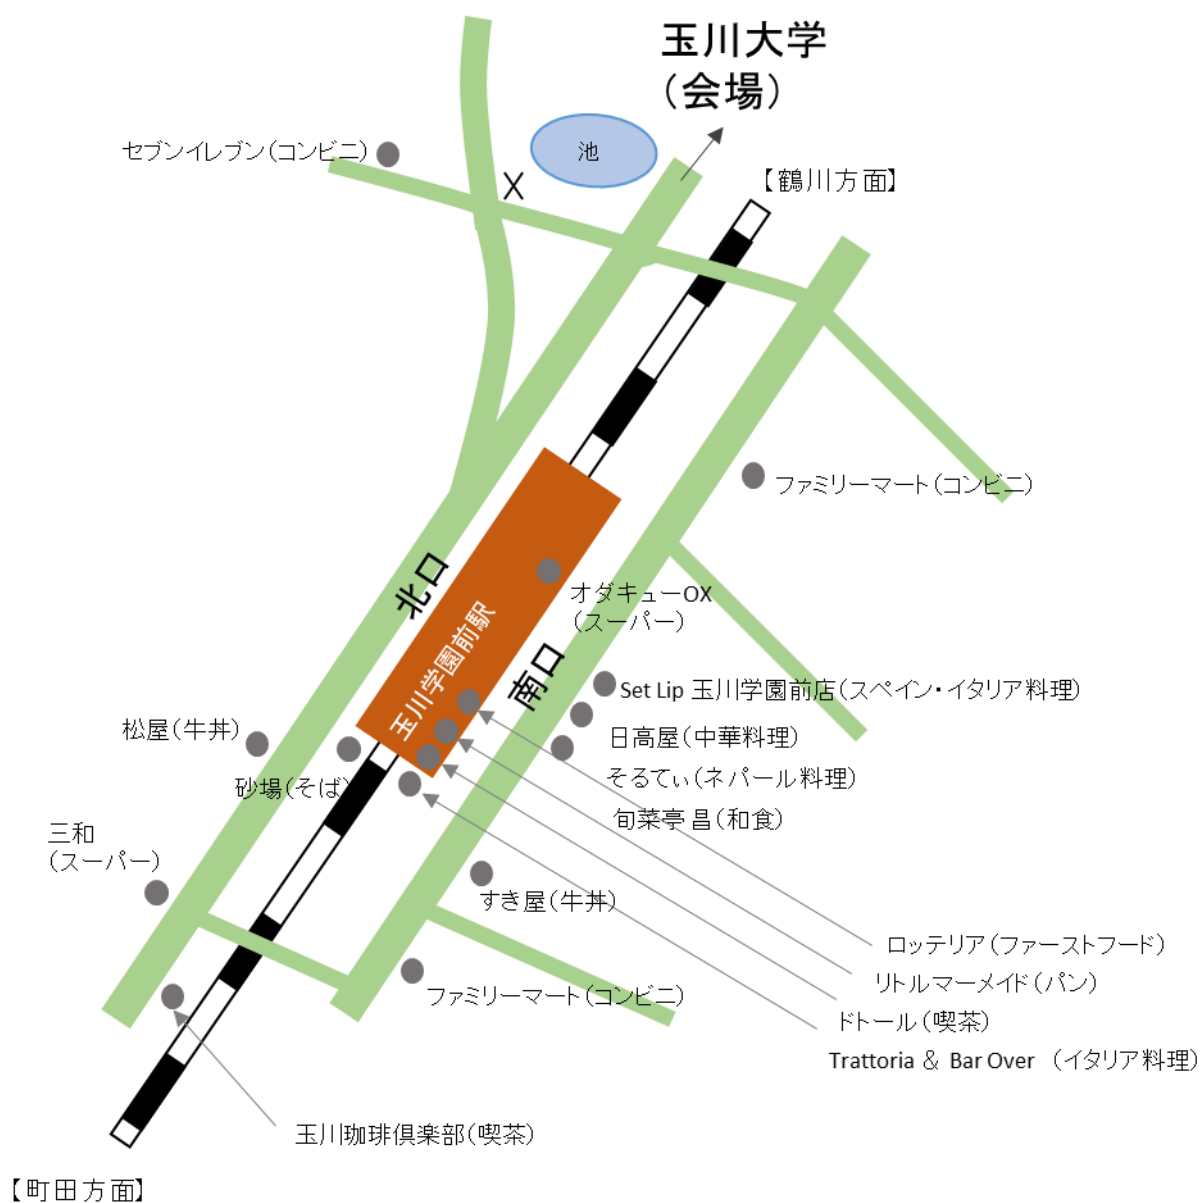 玉川大学
(会場)
セブンイレブン(コンビニ)
池
X
【鶴川方面】
ファミリーマート(コンビニ)
北口
オダキューOX
(スーパー)
玉川学園前駅
南口
Set Lip 玉川学園前店(スペイン・イタリア料理)
松屋(牛丼)
日高屋(中華料理)
砂場(そば)
そるてぃ(ネパール料理)
旬菜亭 昌(和食)
三和
(スーパー)
すき屋(牛丼)
ロッテリア(ファーストフード)
リトルマーメイド(パン)
ファミリーマート(コンビニ)
ドトール(喫茶)
Trattoria & Bar Over (イタリア料理)
玉川珈琲倶楽部(喫茶)
【町田方面】